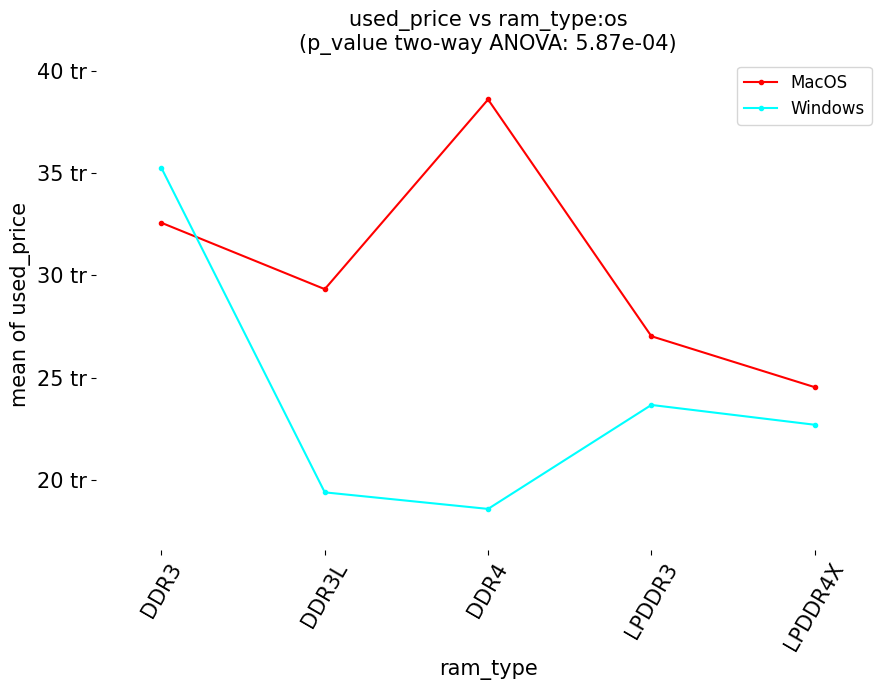 used_price vs ram_type:os
(p_value two-way ANOVA: 5.87e-04)
MacOS
Windows
40 tr
35 tr
30 tr
25 tr
20 tr
mean of used_price
DDR3
DDR3L
DDR4
LPDDR3
LPDDR4X
ram_type